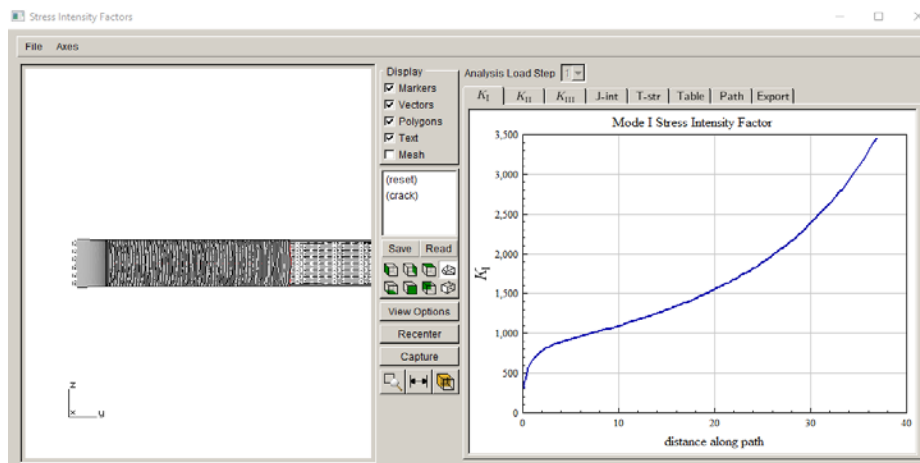 Stress Intensity Factors
File Axes
Display
Markers
Vectors
Polygons
Text
Mesh
(reset)
(crack)
Save Read
View Options
Recenter
Capture
z
x y
Analysis Load Step 1
KI KII KIII J-int T-str Table Path Export
Mode I Stress Intensity Factor
3,500
3,000
2,500
2,000
1,500
1,000
500
0
KI
0 10 20 30 40
distance along path